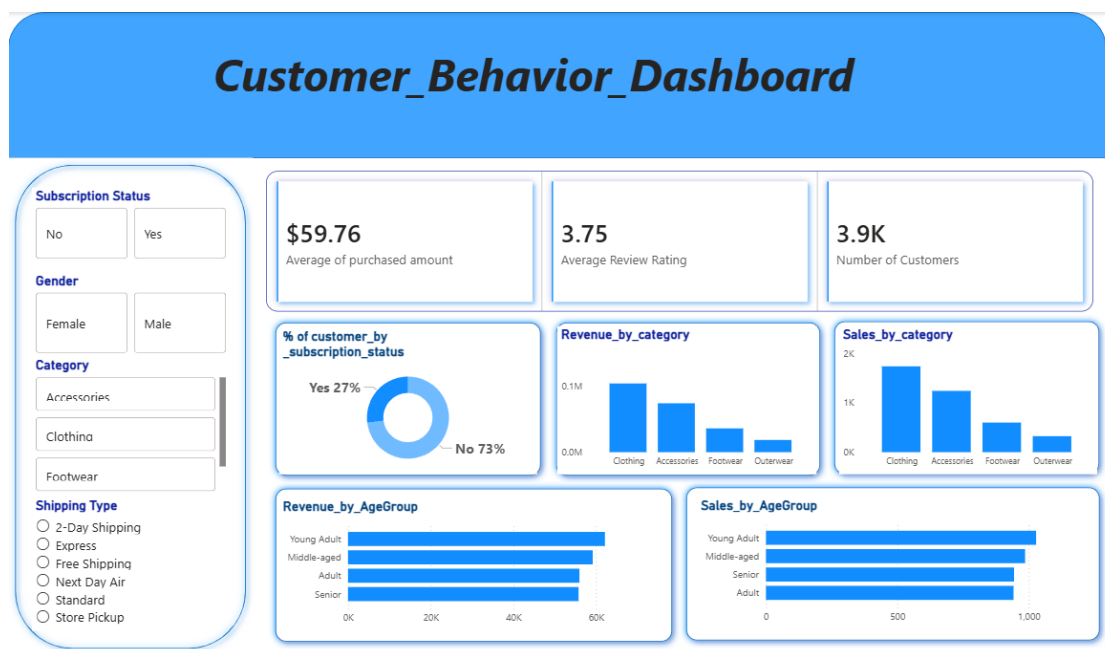 Customer_Behavior_Dashboard
Subscription Status
No
Yes
Gender
Female
Male
Category
Accessories
Clothing
Footwear
Shipping Type
2-Day Shipping
Express
Free Shipping
Next Day Air
Standard
Store Pickup
$59.76
Average of purchased amount
3.75
Average Review Rating
3.9K
Number of Customers
% of customer_by
_subscription_status
Yes 27%
No 73%
Revenue_by_category
0.1M
0.0M
Clothing Accessories Footwear Outerwear
Sales_by_category
2K
1K
0K
Clothing Accessories Footwear Outerwear
Revenue_by_AgeGroup
Young Adult
Middle-aged
Adult
Senior
0K 20K 40K 60K
Sales_by_AgeGroup
Young Adult
Middle-aged
Senior
Adult
0 500 1,000